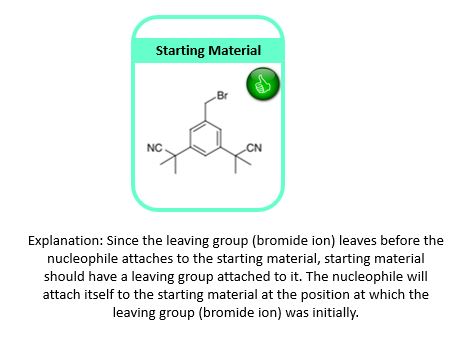 Starting Material
Br
NC
CN
Explanation: Since the leaving group (bromide ion) leaves before the
nucleophile attaches to the starting material, starting material
should have a leaving group attached to it. The nucleophile will
attach itself to the starting material at the position at which the
leaving group (bromide ion) was initially.